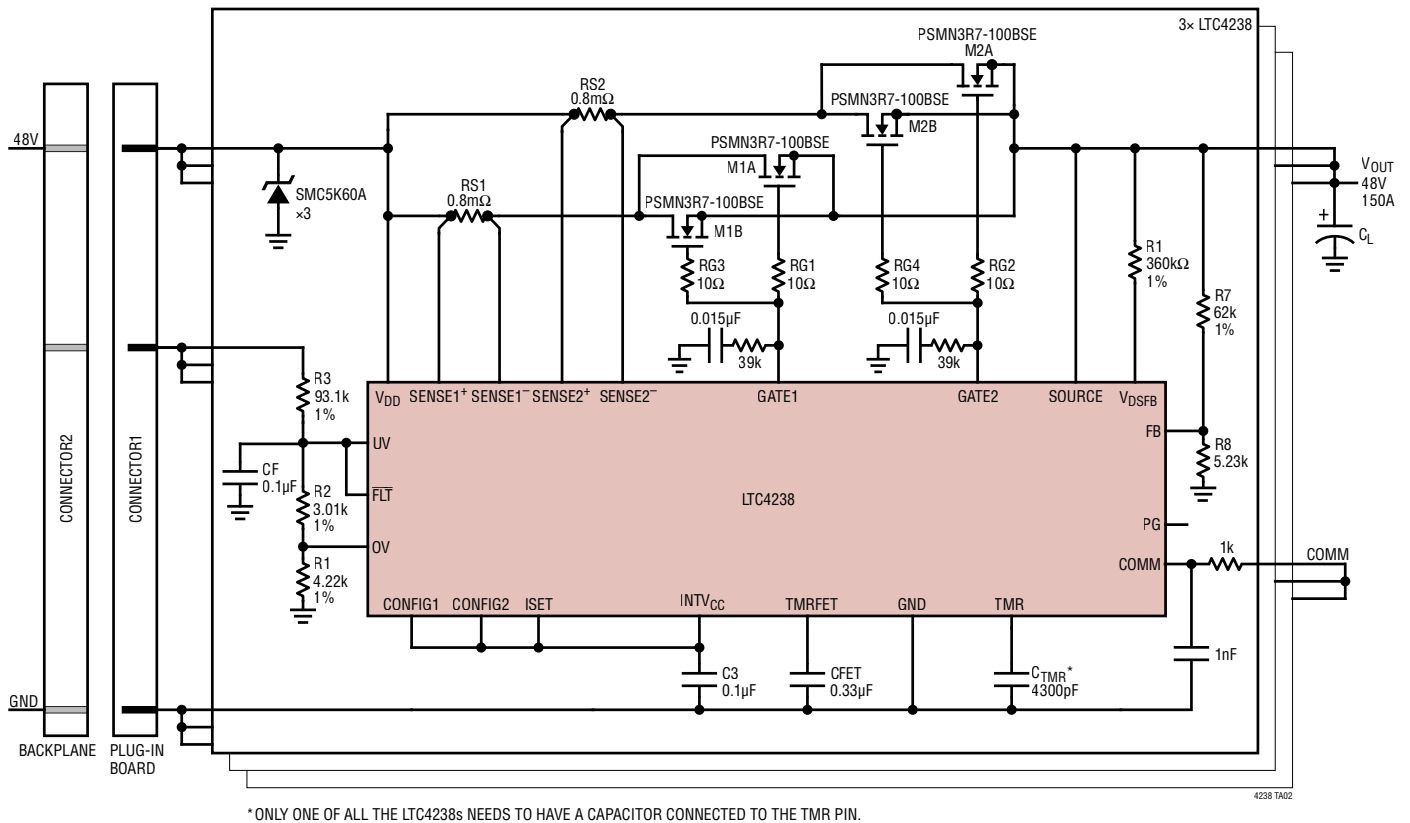 3× LTC4238
PSMN3R7-100BSE
M2A
RS2
0.8mΩ
PSMN3R7-100BSE
M2B
48V
PSMN3R7-100BSE
M1A
RS1
0.8mΩ
PSMN3R7-100BSE
M1B
SMC5K60A
×3
VOUT
48V
150A
+
CL
RG3
10Ω
RG1
10Ω
RG4
10Ω
RG2
10Ω
R1
360kΩ
1%
R7
62k
1%
0.015µF
39k
0.015µF
39k
R3
93.1k
1%
VDD
SENSE1+
SENSE1–
SENSE2+
SENSE2–
GATE1
GATE2
SOURCE
VDSFB
FB
R8
5.23k
UV
CF
0.1µF
FLT
R2
3.01k
1%
LTC4238
CONNECTOR2
CONNECTOR1
PG
OV
R1
4.22k
1%
COMM
1k
COMM
CONFIG1
CONFIG2
ISET
INTVCC
TMRFET
GND
TMR
1nF
C3
0.1µF
CFET
0.33µF
CTMR*
4300pF
GND
BACKPLANE
PLUG-IN
BOARD
4238 TA02
* ONLY ONE OF ALL THE LTC4238s NEEDS TO HAVE A CAPACITOR CONNECTED TO THE TMR PIN.